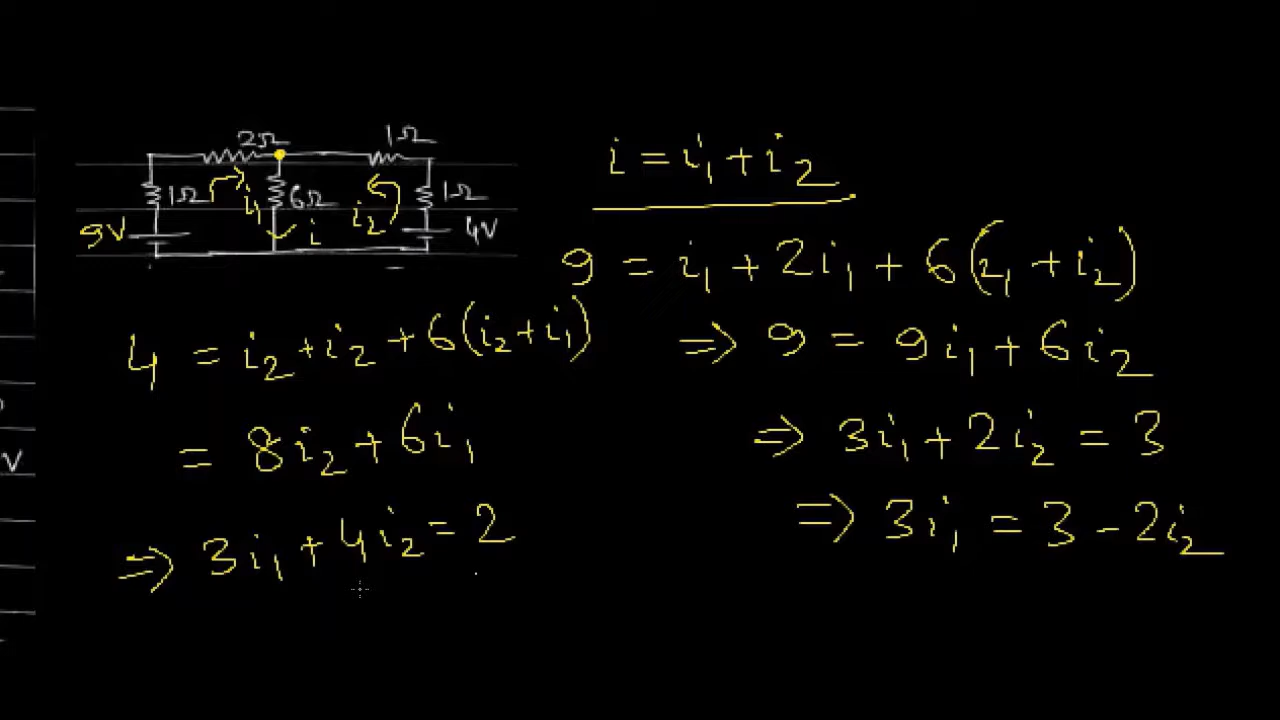 2Ω 1Ω
1Ω 6Ω 1Ω
9V i₁ i i₂ 4V
i = i₁ + i₂
9 = i₁ + 2i₁ + 6(i₁ + i₂)
4 = i₂ + i₂ + 6(i₂ + i₁)
⇒ 9 = 9i₁ + 6i₂
= 8i₂ + 6i₁
⇒ 3i₁ + 2i₂ = 3
⇒ 3i₁ + 4i₂ = 2
⇒ 3i₁ = 3 - 2i₂
V